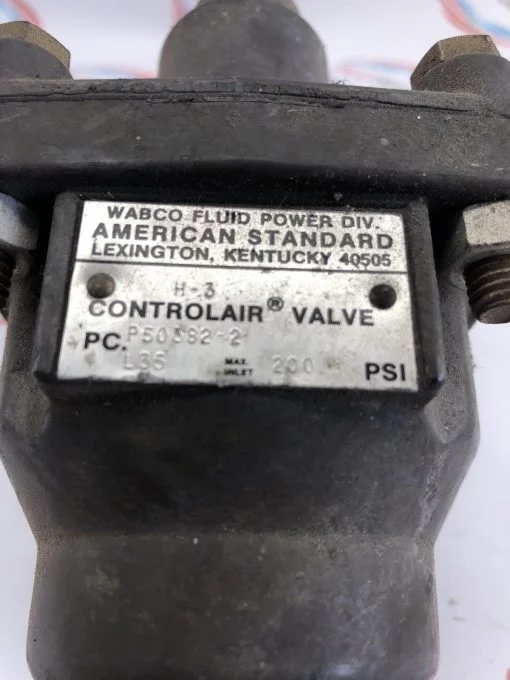 WABCO FLUID POWER DIV.
AMERICAN STANDARD
LEXINGTON, KENTUCKY 40505
H-3
CONTROLAIR® VALVE
PC. P50382-2
L35 MAX. INLET 200 PSI